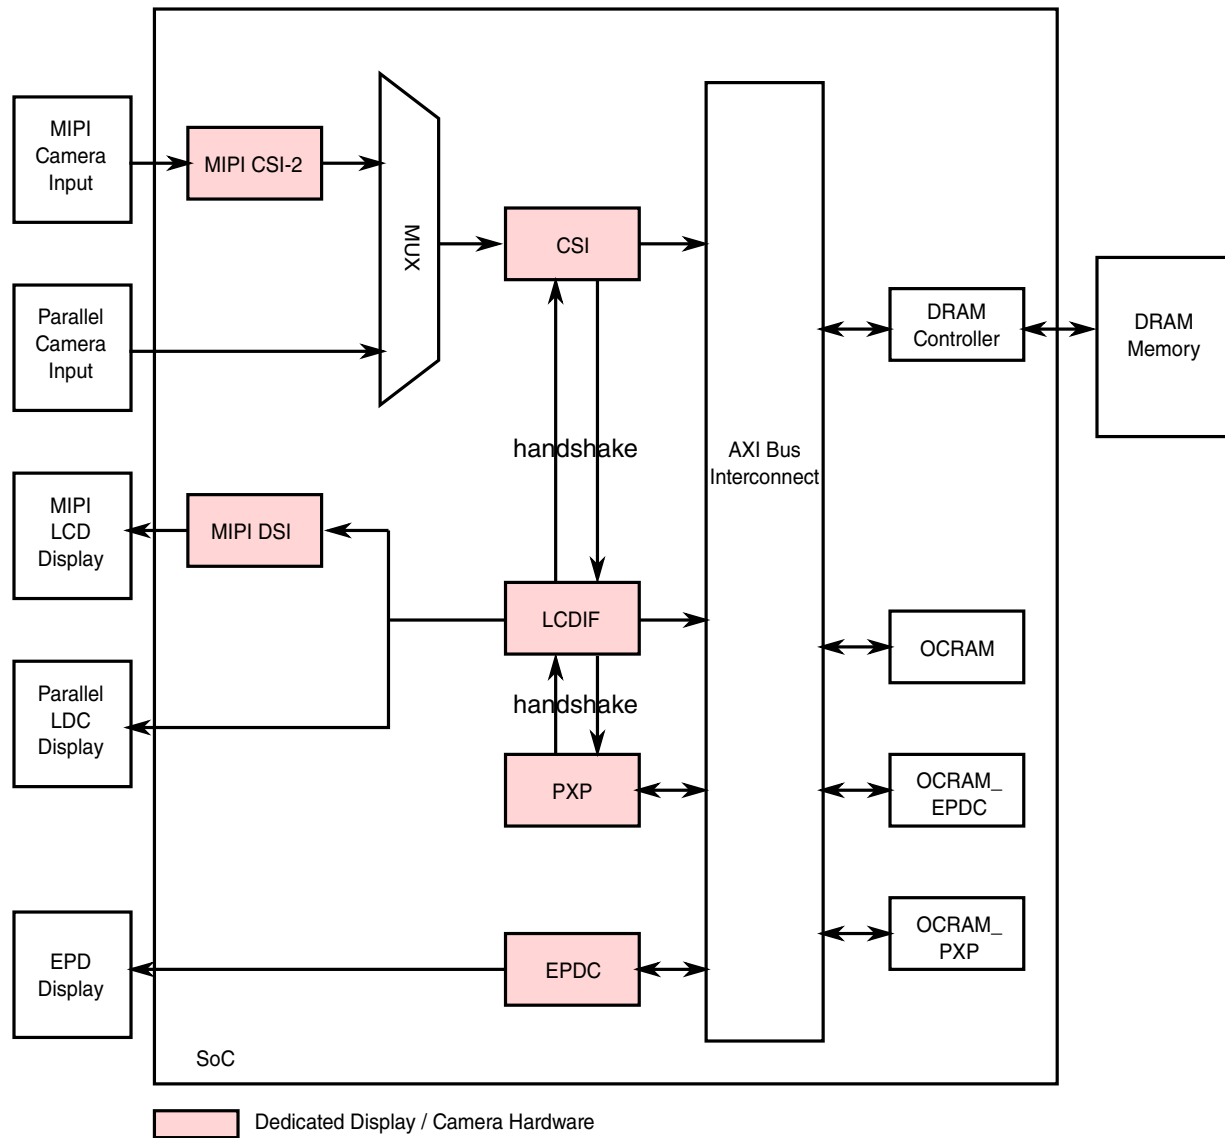 MIPI
Camera
Input
MIPI CSI-2
MUX
CSI
Parallel
Camera
Input
DRAM
Controller
DRAM
Memory
handshake
AXI Bus
Interconnect
MIPI
LCD
Display
MIPI DSI
LCDIF
OCRAM
Parallel
LDC
Display
handshake
PXP
OCRAM_
EPDC
EPD
Display
EPDC
OCRAM_
PXP
SoC
Dedicated Display / Camera Hardware